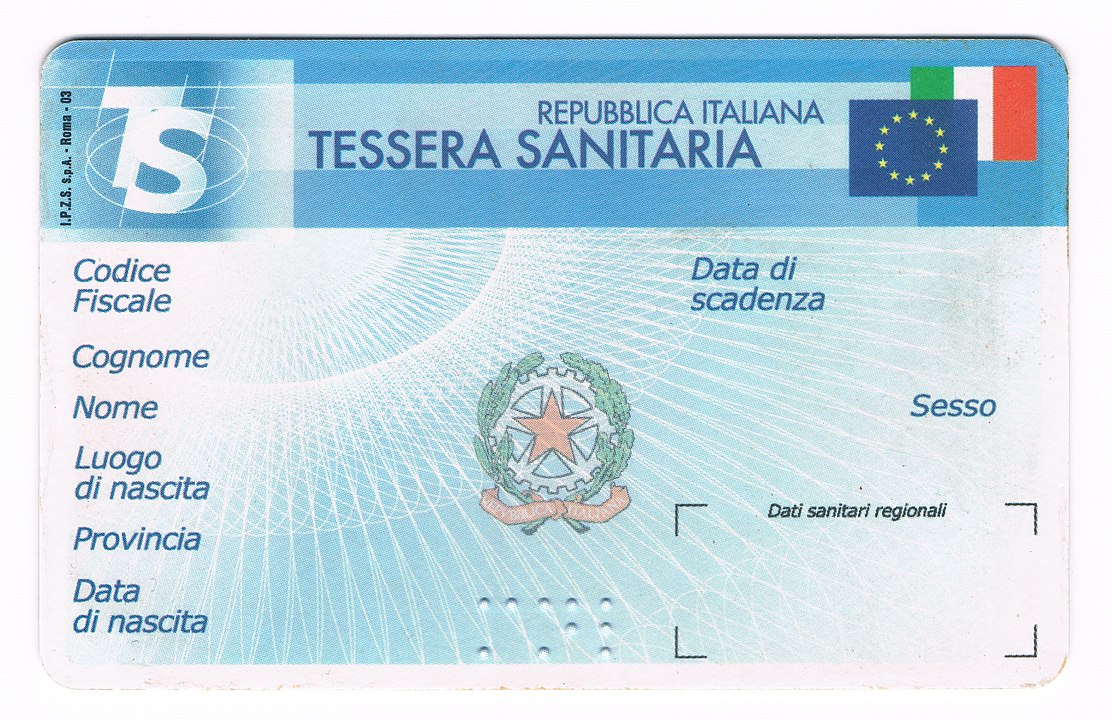 I.P.Z.S. s.p.A. - Roma - 03
TS
REPUBBLICA ITALIANA
TESSERA SANITARIA
Codice
Fiscale
Data di
scadenza
Cognome
Nome
Sesso
Luogo
di nascita
Dati sanitari regionali
Provincia
Data
di nascita